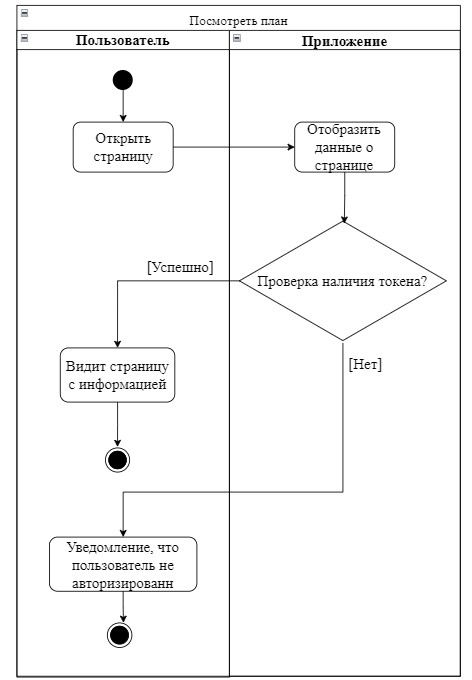 Посмотреть план
Пользователь
Приложение
Открыть
страницу
Отобразить
данные о
странице
Проверка наличия токена?
[Успешно]
Видит страницу
с информацией
[Нет]
Уведомление, что
пользователь не
авторизированн